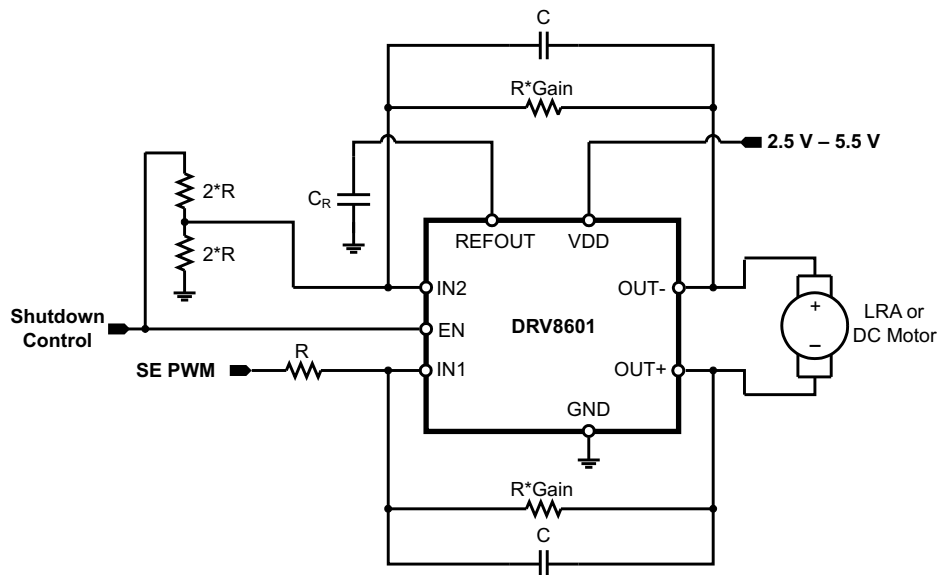 C
R*Gain
2.5 V – 5.5 V
2*R
CR
2*R
REFOUT
VDD
IN2
OUT-
Shutdown
Control
EN
DRV8601
+
–
LRA or
DC Motor
SE PWM
R
IN1
OUT+
GND
R*Gain
C